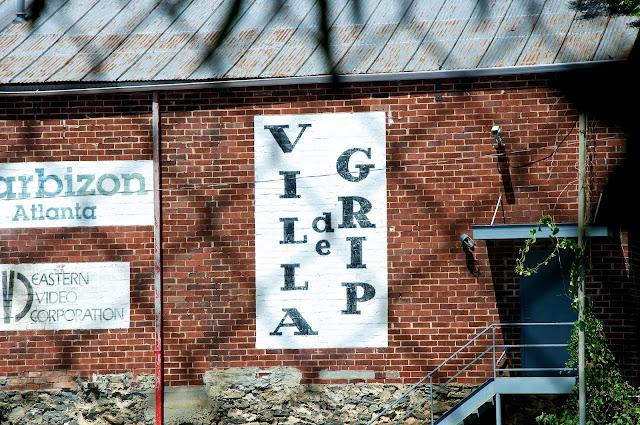 arbizon
Atlanta
EASTERN
VIDEO
CORPORATION
VILLA
de
GRIP